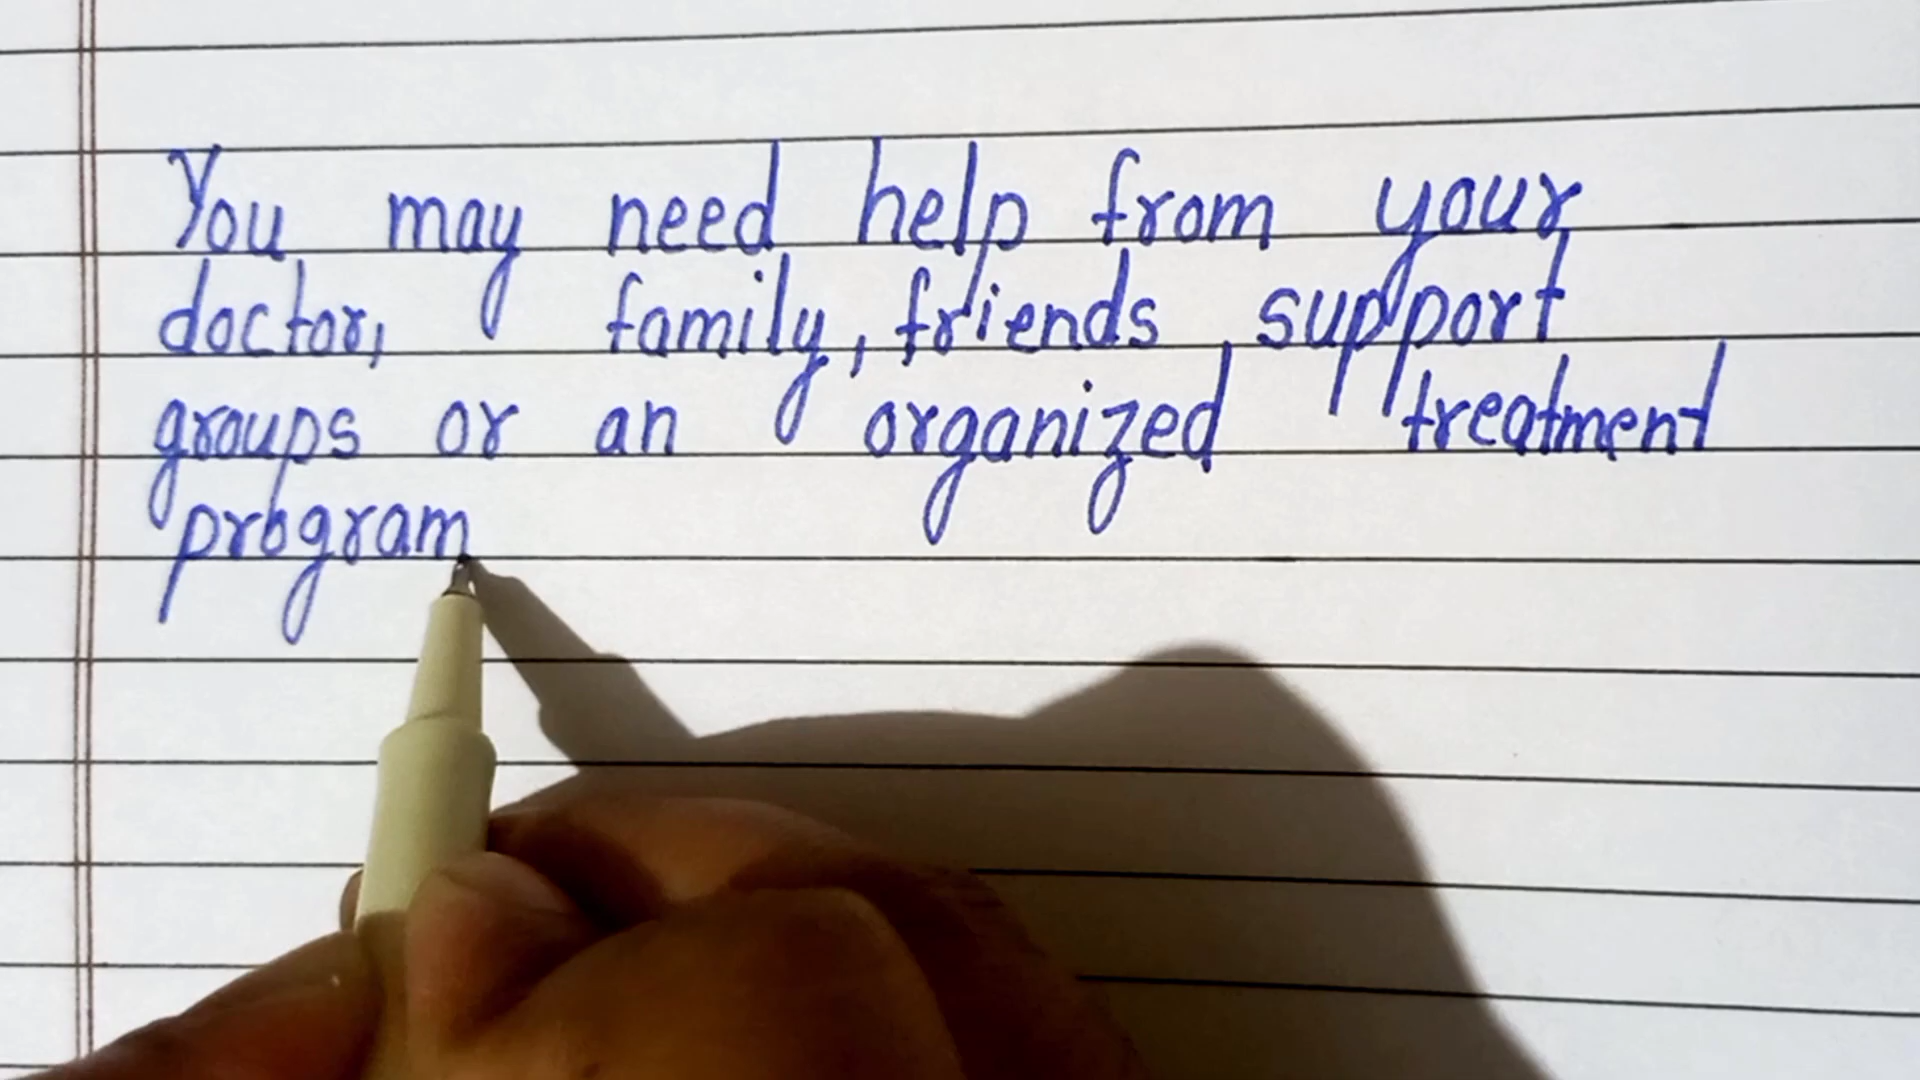 You may need help from your
doctor, family, friends, support
groups or an organized treatment
program